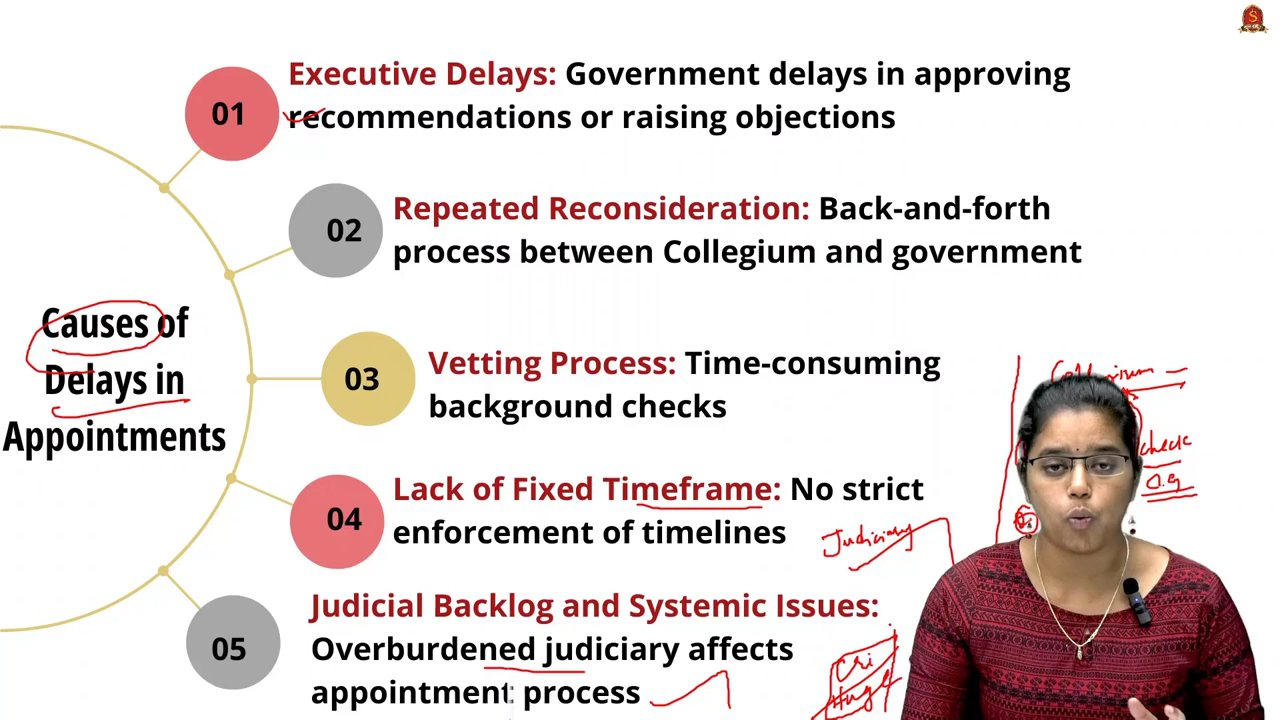 01
Executive Delays: Government delays in approving
recommendations or raising objections
02
Repeated Reconsideration: Back-and-forth
process between Collegium and government
Causes of
Delays in
Appointments
03
Vetting Process: Time-consuming
background checks
check
04
Lack of Fixed Timeframe: No strict
enforcement of timelines
Judiciary
05
Judicial Backlog and Systemic Issues:
Overburdened judiciary affects
appointment process
Cri